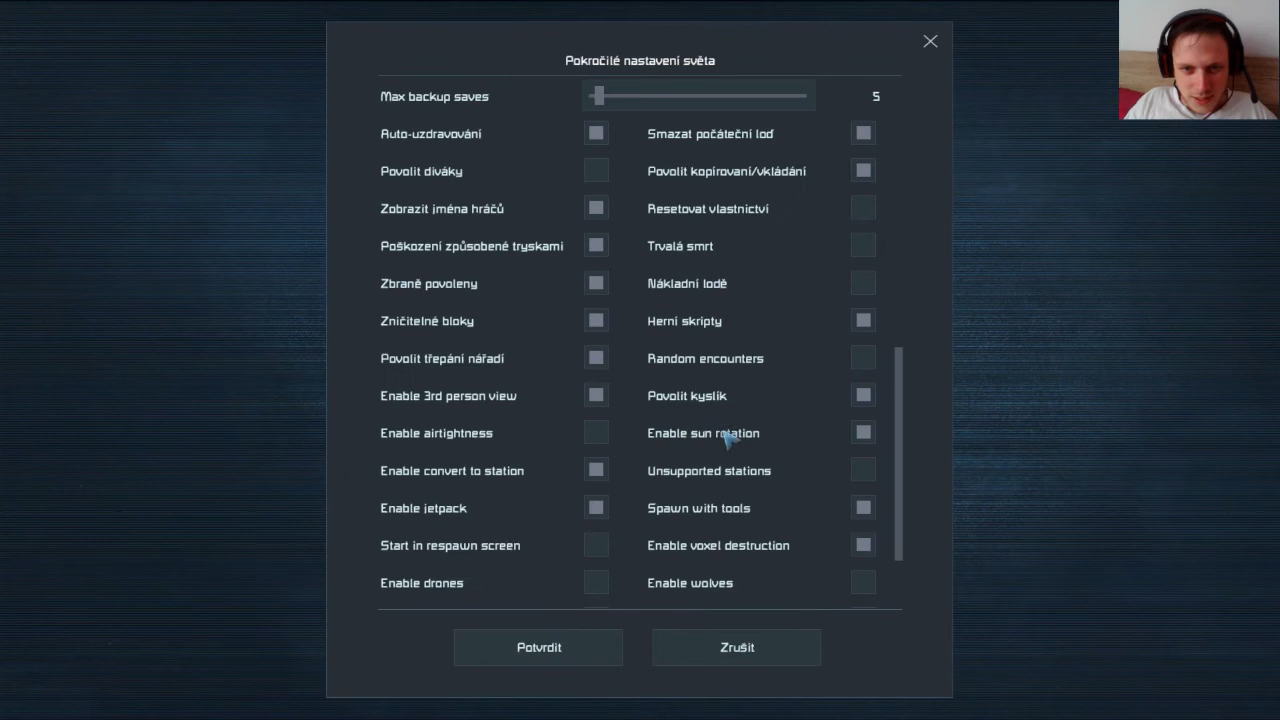 Pokročilé nastavení světa
Max backup saves 5
Auto-uzdravování Smazat počáteční loď
Povolit diváky Povolit kopírovaní/vkládání
Zobrazit jména hráčů Resetovat vlastnictví
Poškození způsobené tryskami Trvalá smrt
Zbraně povoleny Nákladní lodě
Zničitelné bloky Herní skripty
Povolit třepání nářadí Random encounters
Enable 3rd person view Povolit kyslík
Enable airtightness Enable sun rotation
Enable convert to station Unsupported stations
Enable jetpack Spawn with tools
Start in respawn screen Enable voxel destruction
Enable drones Enable wolves
Potvrdit Zrušit